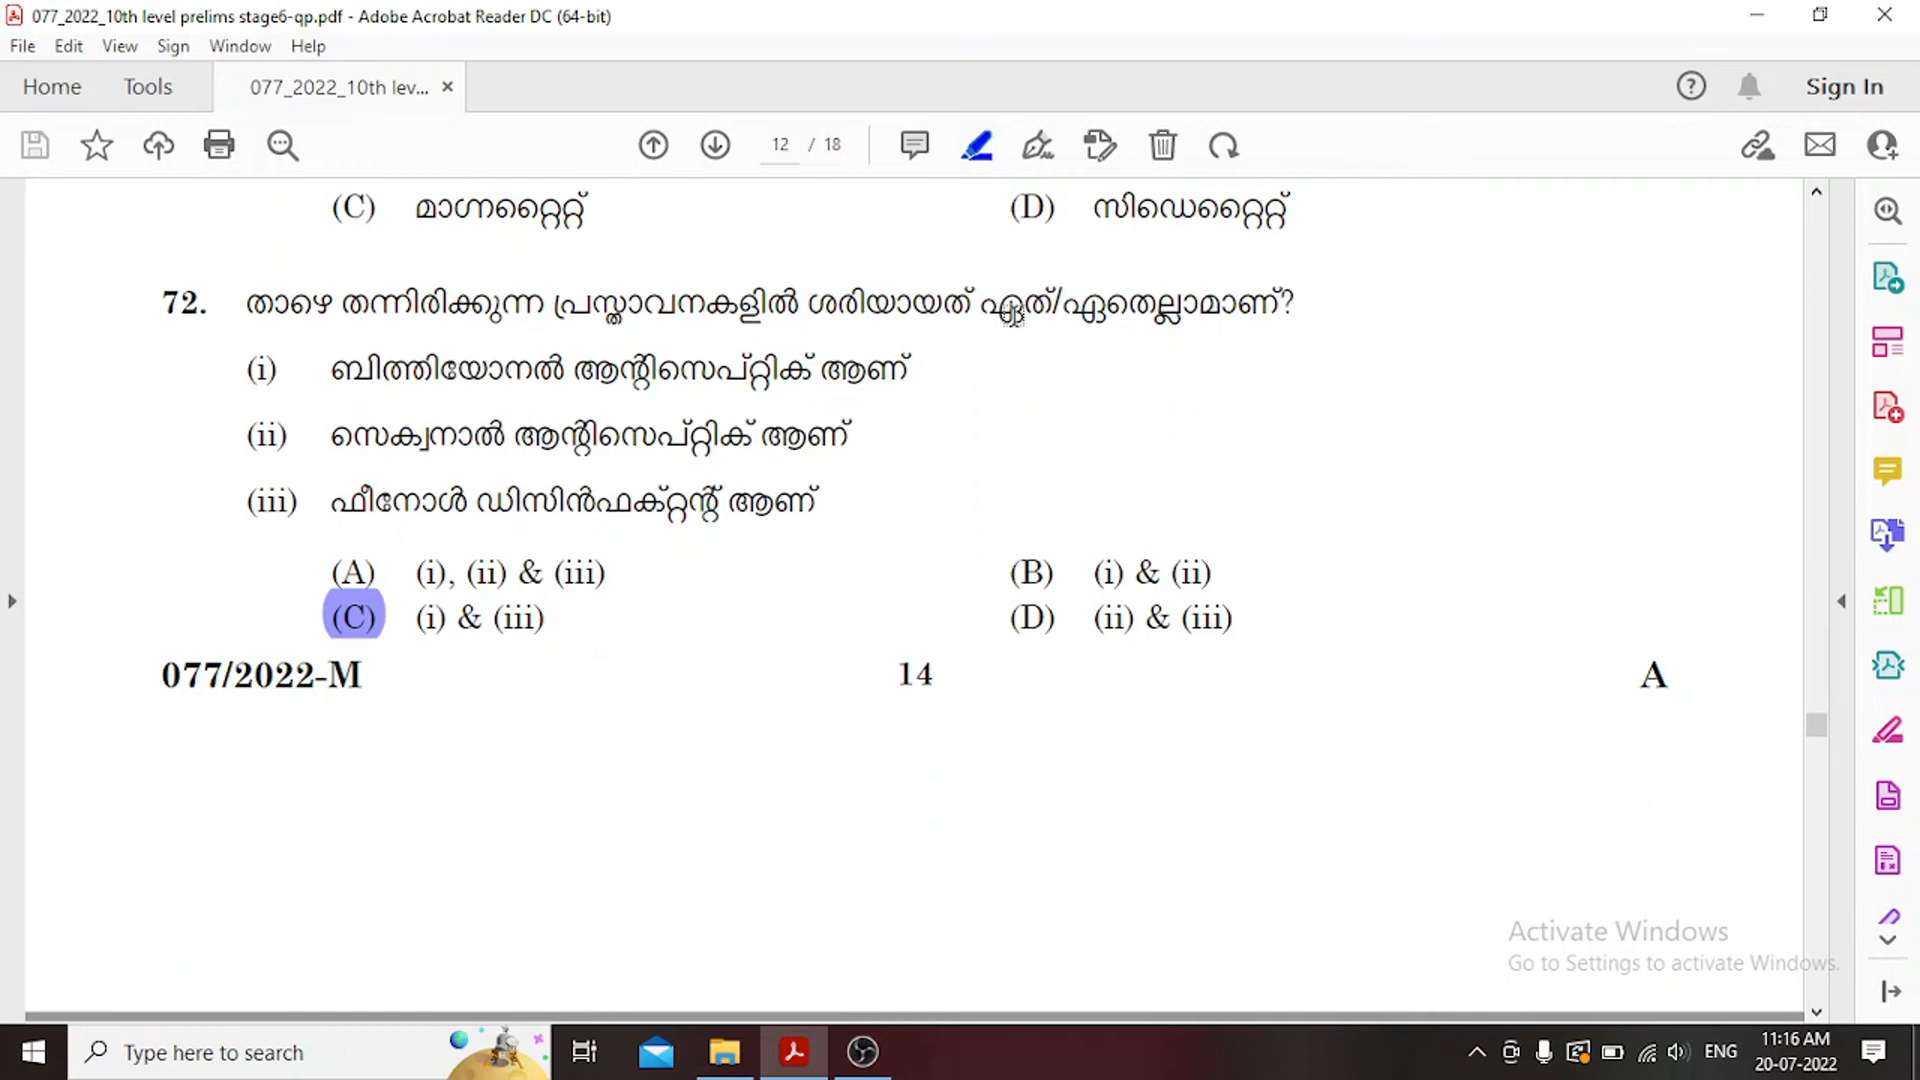 077_2022_10th level prelims stage6-qp.pdf - Adobe Acrobat Reader DC (64-bit)
File Edit View Sign Window Help
Home Tools 077_2022_10th lev... × Sign In
12 / 18
(C) മാഗ്നറ്റൈറ്റ് (D) സിഡെറ്റൈറ്റ്
72. താഴെ തന്നിരിക്കുന്ന പ്രസ്താവനകളിൽ ശരിയായത് ഏത്/ഏതെല്ലാമാണ്?
(i) ബിത്തിയോനൽ ആന്റിസെപ്റ്റിക് ആണ്
(ii) സെക്വനാൽ ആന്റിസെപ്റ്റിക് ആണ്
(iii) ഫീനോൾ ഡിസിൻഫക്റ്റന്റ് ആണ്
(A) (i), (ii) & (iii) (B) (i) & (ii)
(C) (i) & (iii) (D) (ii) & (iii)
077/2022-M 14 A
Activate Windows
Go to Settings to activate Windows.
Type here to search
ENG
11:16 AM
20-07-2022